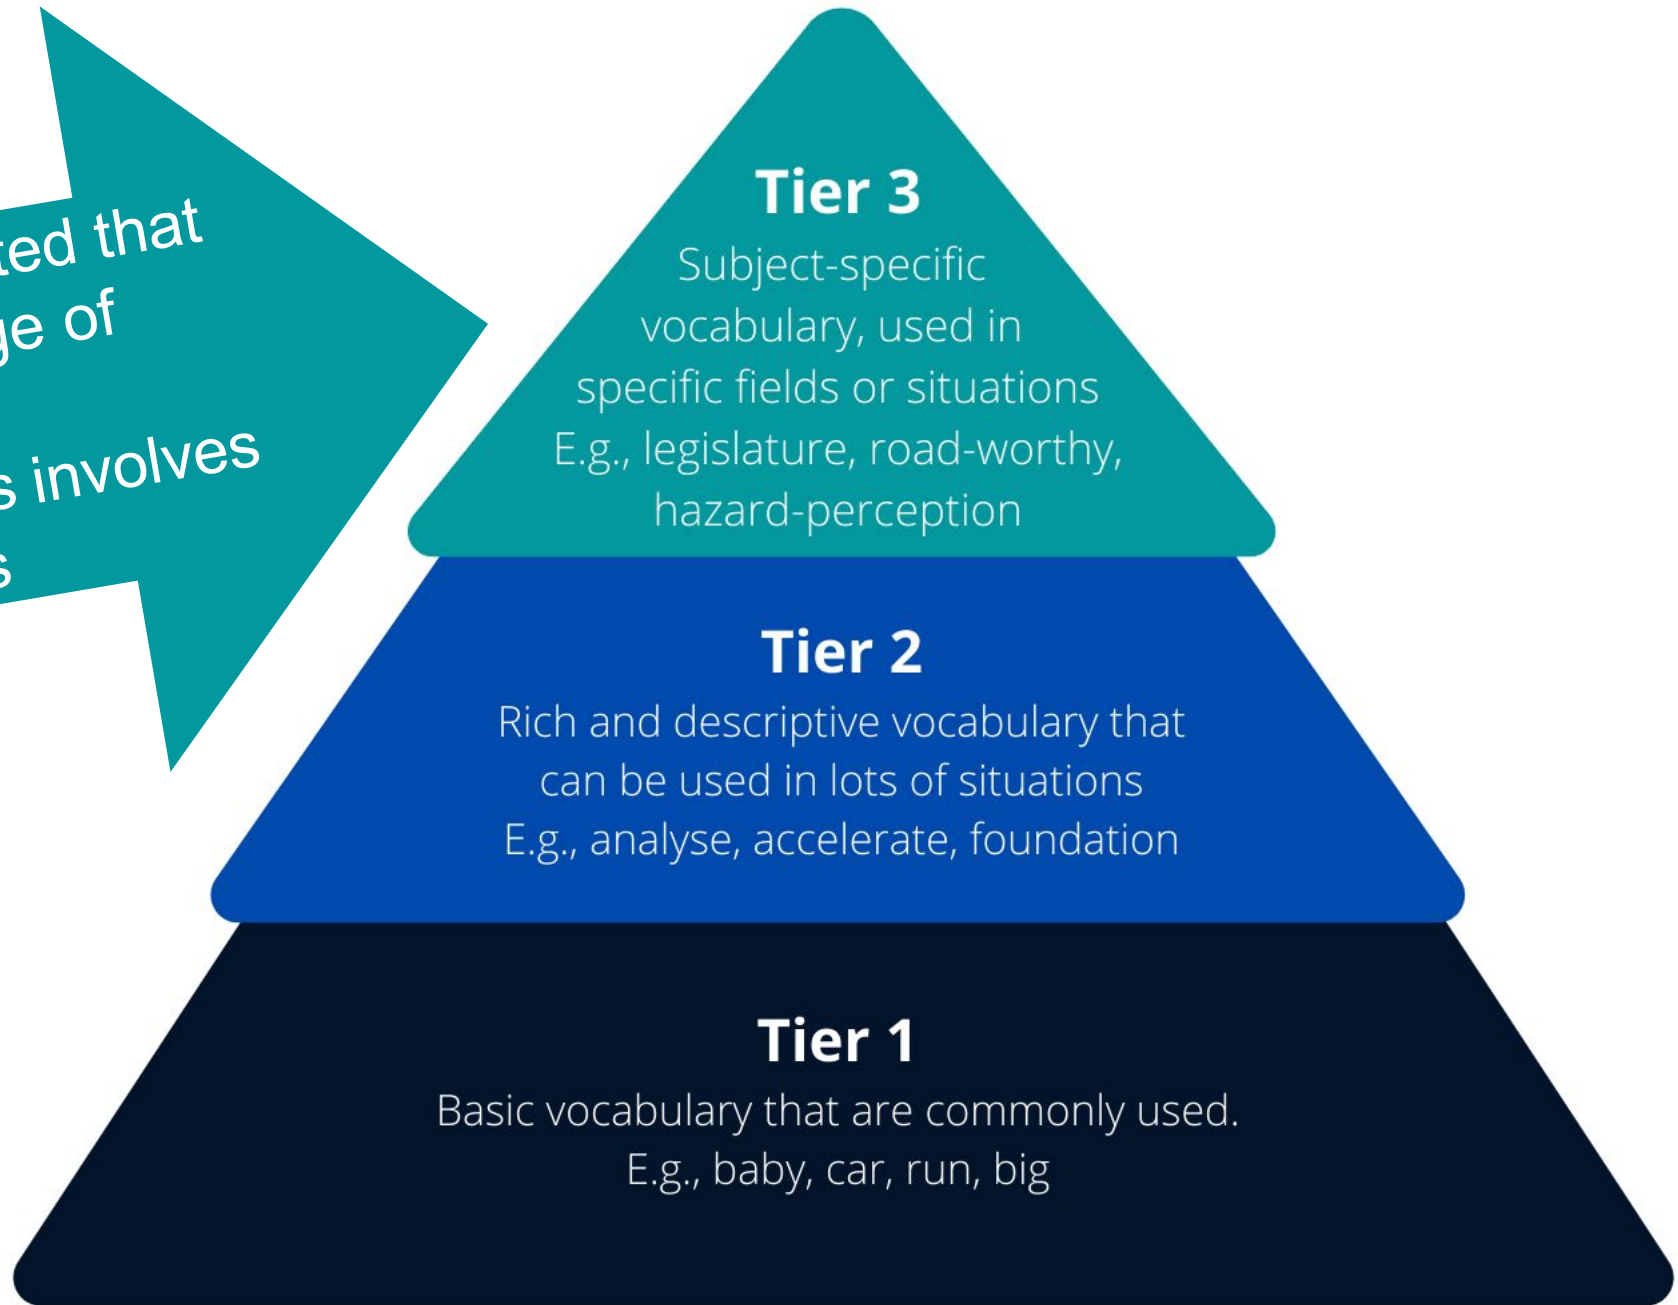 that
of
involves
Tier 3
Subject-specific
vocabulary, used in
specific fields or situations
E.g., legislature, road-worthy,
hazard-perception
Tier 2
Rich and descriptive vocabulary that
can be used in lots of situations
E.g., analyse, accelerate, foundation
Tier 1
Basic vocabulary that are commonly used.
E.g., baby, car, run, big